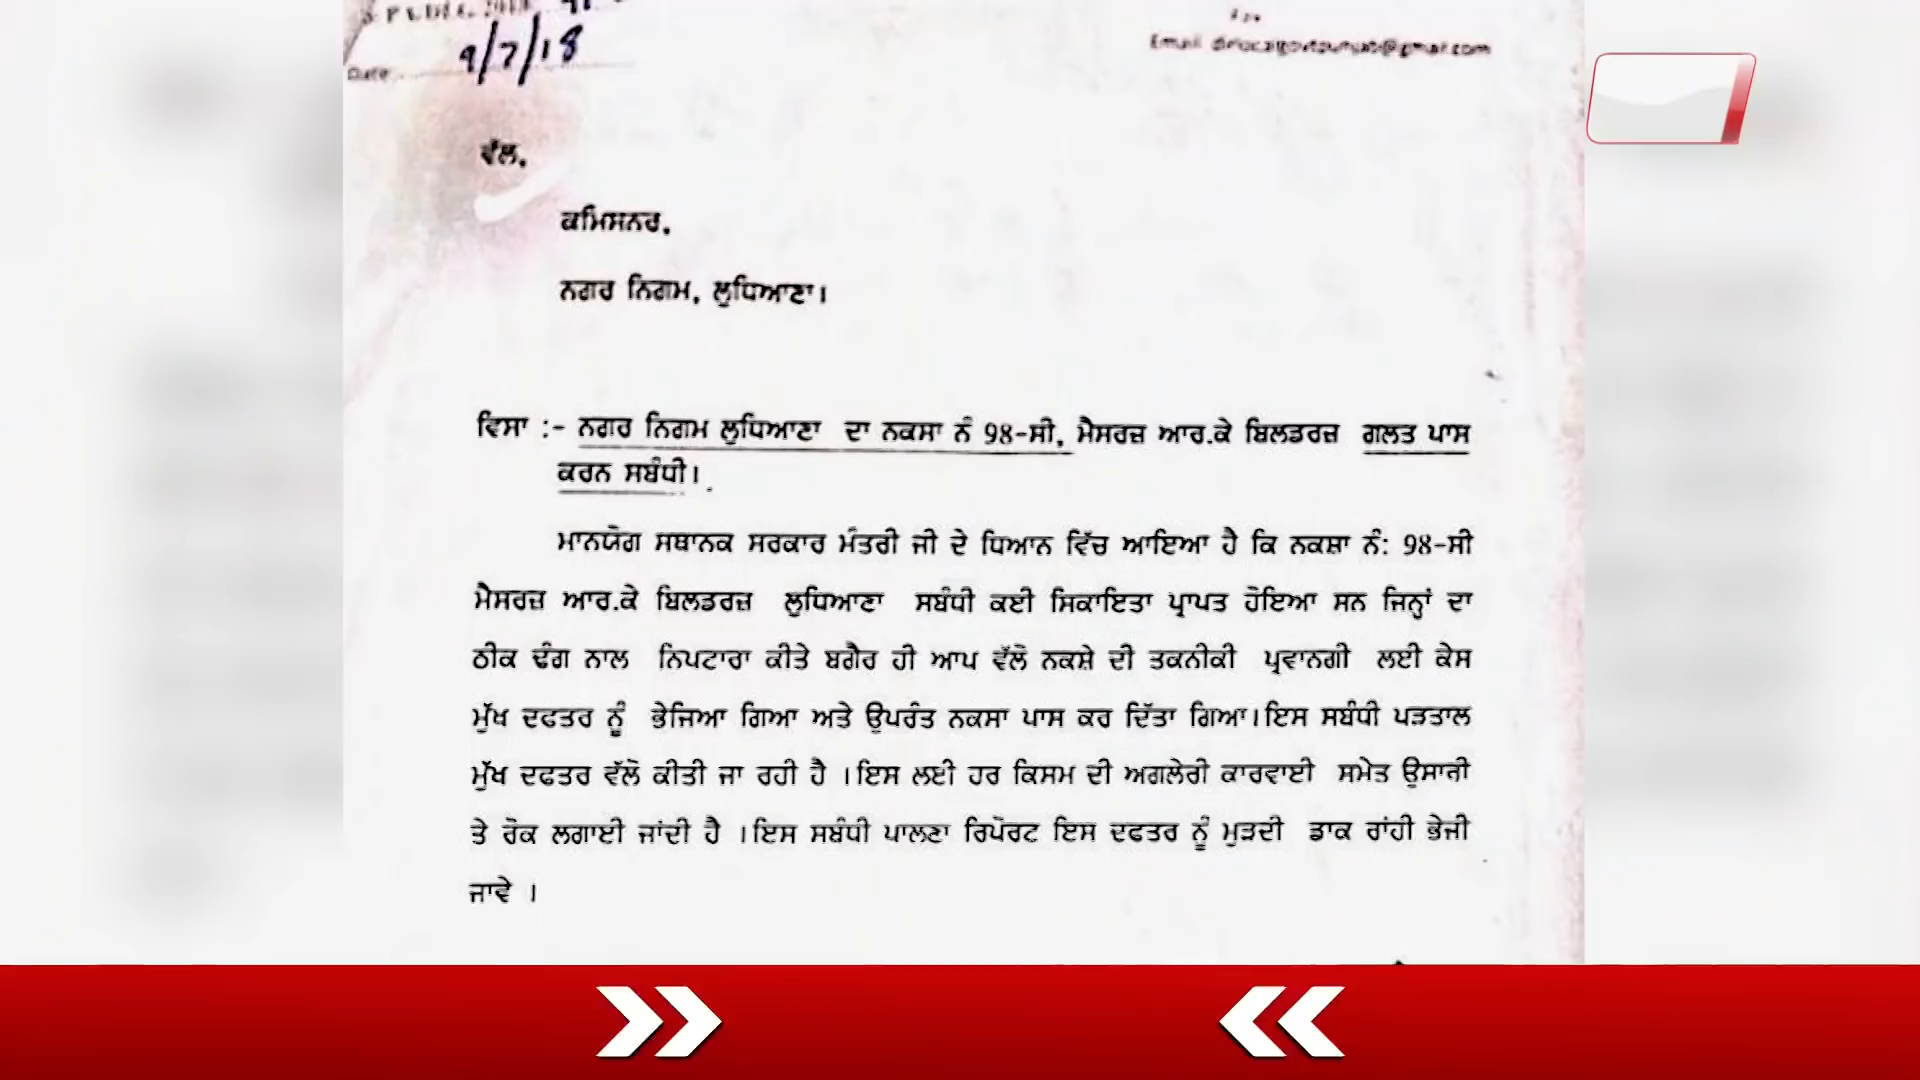 9/7/18
Date
ਵੱਲ,
ਕਮਿਸਨਰ,
ਨਗਰ ਨਿਗਮ, ਲੁਧਿਆਣਾ।
ਵਿਸਾ :- ਨਗਰ ਨਿਗਮ ਲੁਧਿਆਣਾ ਦਾ ਨਕਸਾ ਨੰ 98-ਸੀ, ਮੈਸਰਜ਼ ਆਰ.ਕੇ ਬਿਲਡਰਜ਼ ਗਲਤ ਪਾਸ
ਕਰਨ ਸਬੰਧੀ।
ਮਾਨਯੋਗ ਸਥਾਨਕ ਸਰਕਾਰ ਮੰਤਰੀ ਜੀ ਦੇ ਧਿਆਨ ਵਿੱਚ ਆਇਆ ਹੈ ਕਿ ਨਕਸ਼ਾ ਨੰ: 98-ਸੀ
ਮੈਸਰਜ਼ ਆਰ.ਕੇ ਬਿਲਡਰਜ਼ ਲੁਧਿਆਣਾ ਸਬੰਧੀ ਕਈ ਸਿਕਾਇਤਾ ਪ੍ਰਾਪਤ ਹੋਇਆ ਸਨ ਜਿਨ੍ਹਾਂ ਦਾ
ਠੀਕ ਢੰਗ ਨਾਲ ਨਿਪਟਾਰਾ ਕੀਤੇ ਬਗੈਰ ਹੀ ਆਪ ਵੱਲੋ ਨਕਸ਼ੇ ਦੀ ਤਕਨੀਕੀ ਪ੍ਰਵਾਨਗੀ ਲਈ ਕੇਸ
ਮੁੱਖ ਦਫਤਰ ਨੂੰ ਭੇਜਿਆ ਗਿਆ ਅਤੇ ਉਪਰੰਤ ਨਕਸਾ ਪਾਸ ਕਰ ਦਿੱਤਾ ਗਿਆ।ਇਸ ਸਬੰਧੀ ਪੜਤਾਲ
ਮੁੱਖ ਦਫਤਰ ਵੱਲੋ ਕੀਤੀ ਜਾ ਰਹੀ ਹੈ ।ਇਸ ਲਈ ਹਰ ਕਿਸਮ ਦੀ ਅਗਲੇਰੀ ਕਾਰਵਾਈ ਸਮੇਤ ਉਸਾਰੀ
ਤੇ ਰੋਕ ਲਗਾਈ ਜਾਂਦੀ ਹੈ ।ਇਸ ਸਬੰਧੀ ਪਾਲਣਾ ਰਿਪੋਰਟ ਇਸ ਦਫਤਰ ਨੂੰ ਮੁੜਦੀ ਡਾਕ ਰਾਂਹੀ ਭੇਜੀ
ਜਾਵੇ ।